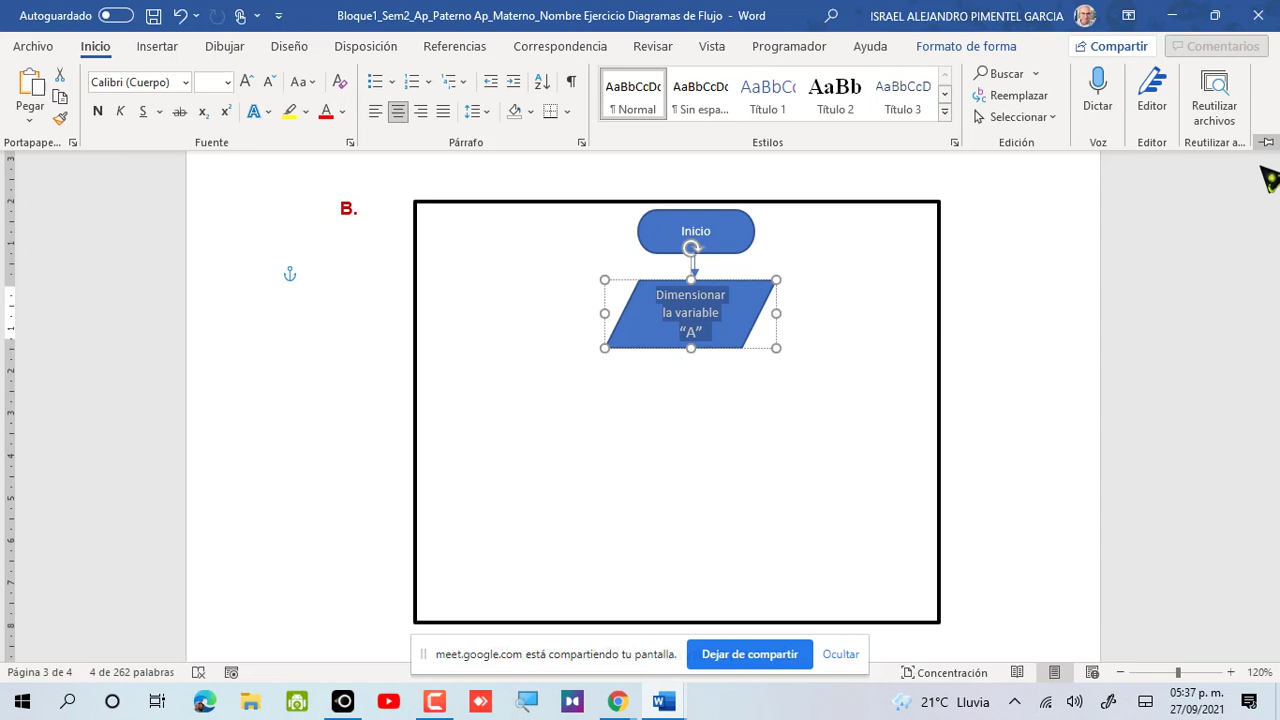 Autoguardado
Bloque1_Sem2_Ap_Paterno Ap_Materno_Nombre Ejercicio Diagramas de Flujo - Word
ISRAEL ALEJANDRO PIMENTEL GARCIA
Archivo Inicio Insertar Dibujar Diseño Disposición Referencias Correspondencia Revisar Vista Programador Ayuda Formato de forma Compartir Comentarios
Pegar
Calibri (Cuerpo)
N K S ab x₂ x²
AaBbCcDc AaBbCcDc AaBbCc AaBb AaBbCcD
¶ Normal ¶ Sin espa... Título 1 Título 2 Título 3
Buscar
Reemplazar
Seleccionar
Dictar
Editor
Reutilizar archivos
Portapape... Fuente Párrafo Estilos Edición Voz Editor Reutilizar a...
B.
Inicio
Dimensionar
la variable
“A”
meet.google.com está compartiendo tu pantalla. Dejar de compartir Ocultar
Página 3 de 4 4 de 262 palabras Concentración 120%
21°C Lluvia
05:37 p. m.
27/09/2021